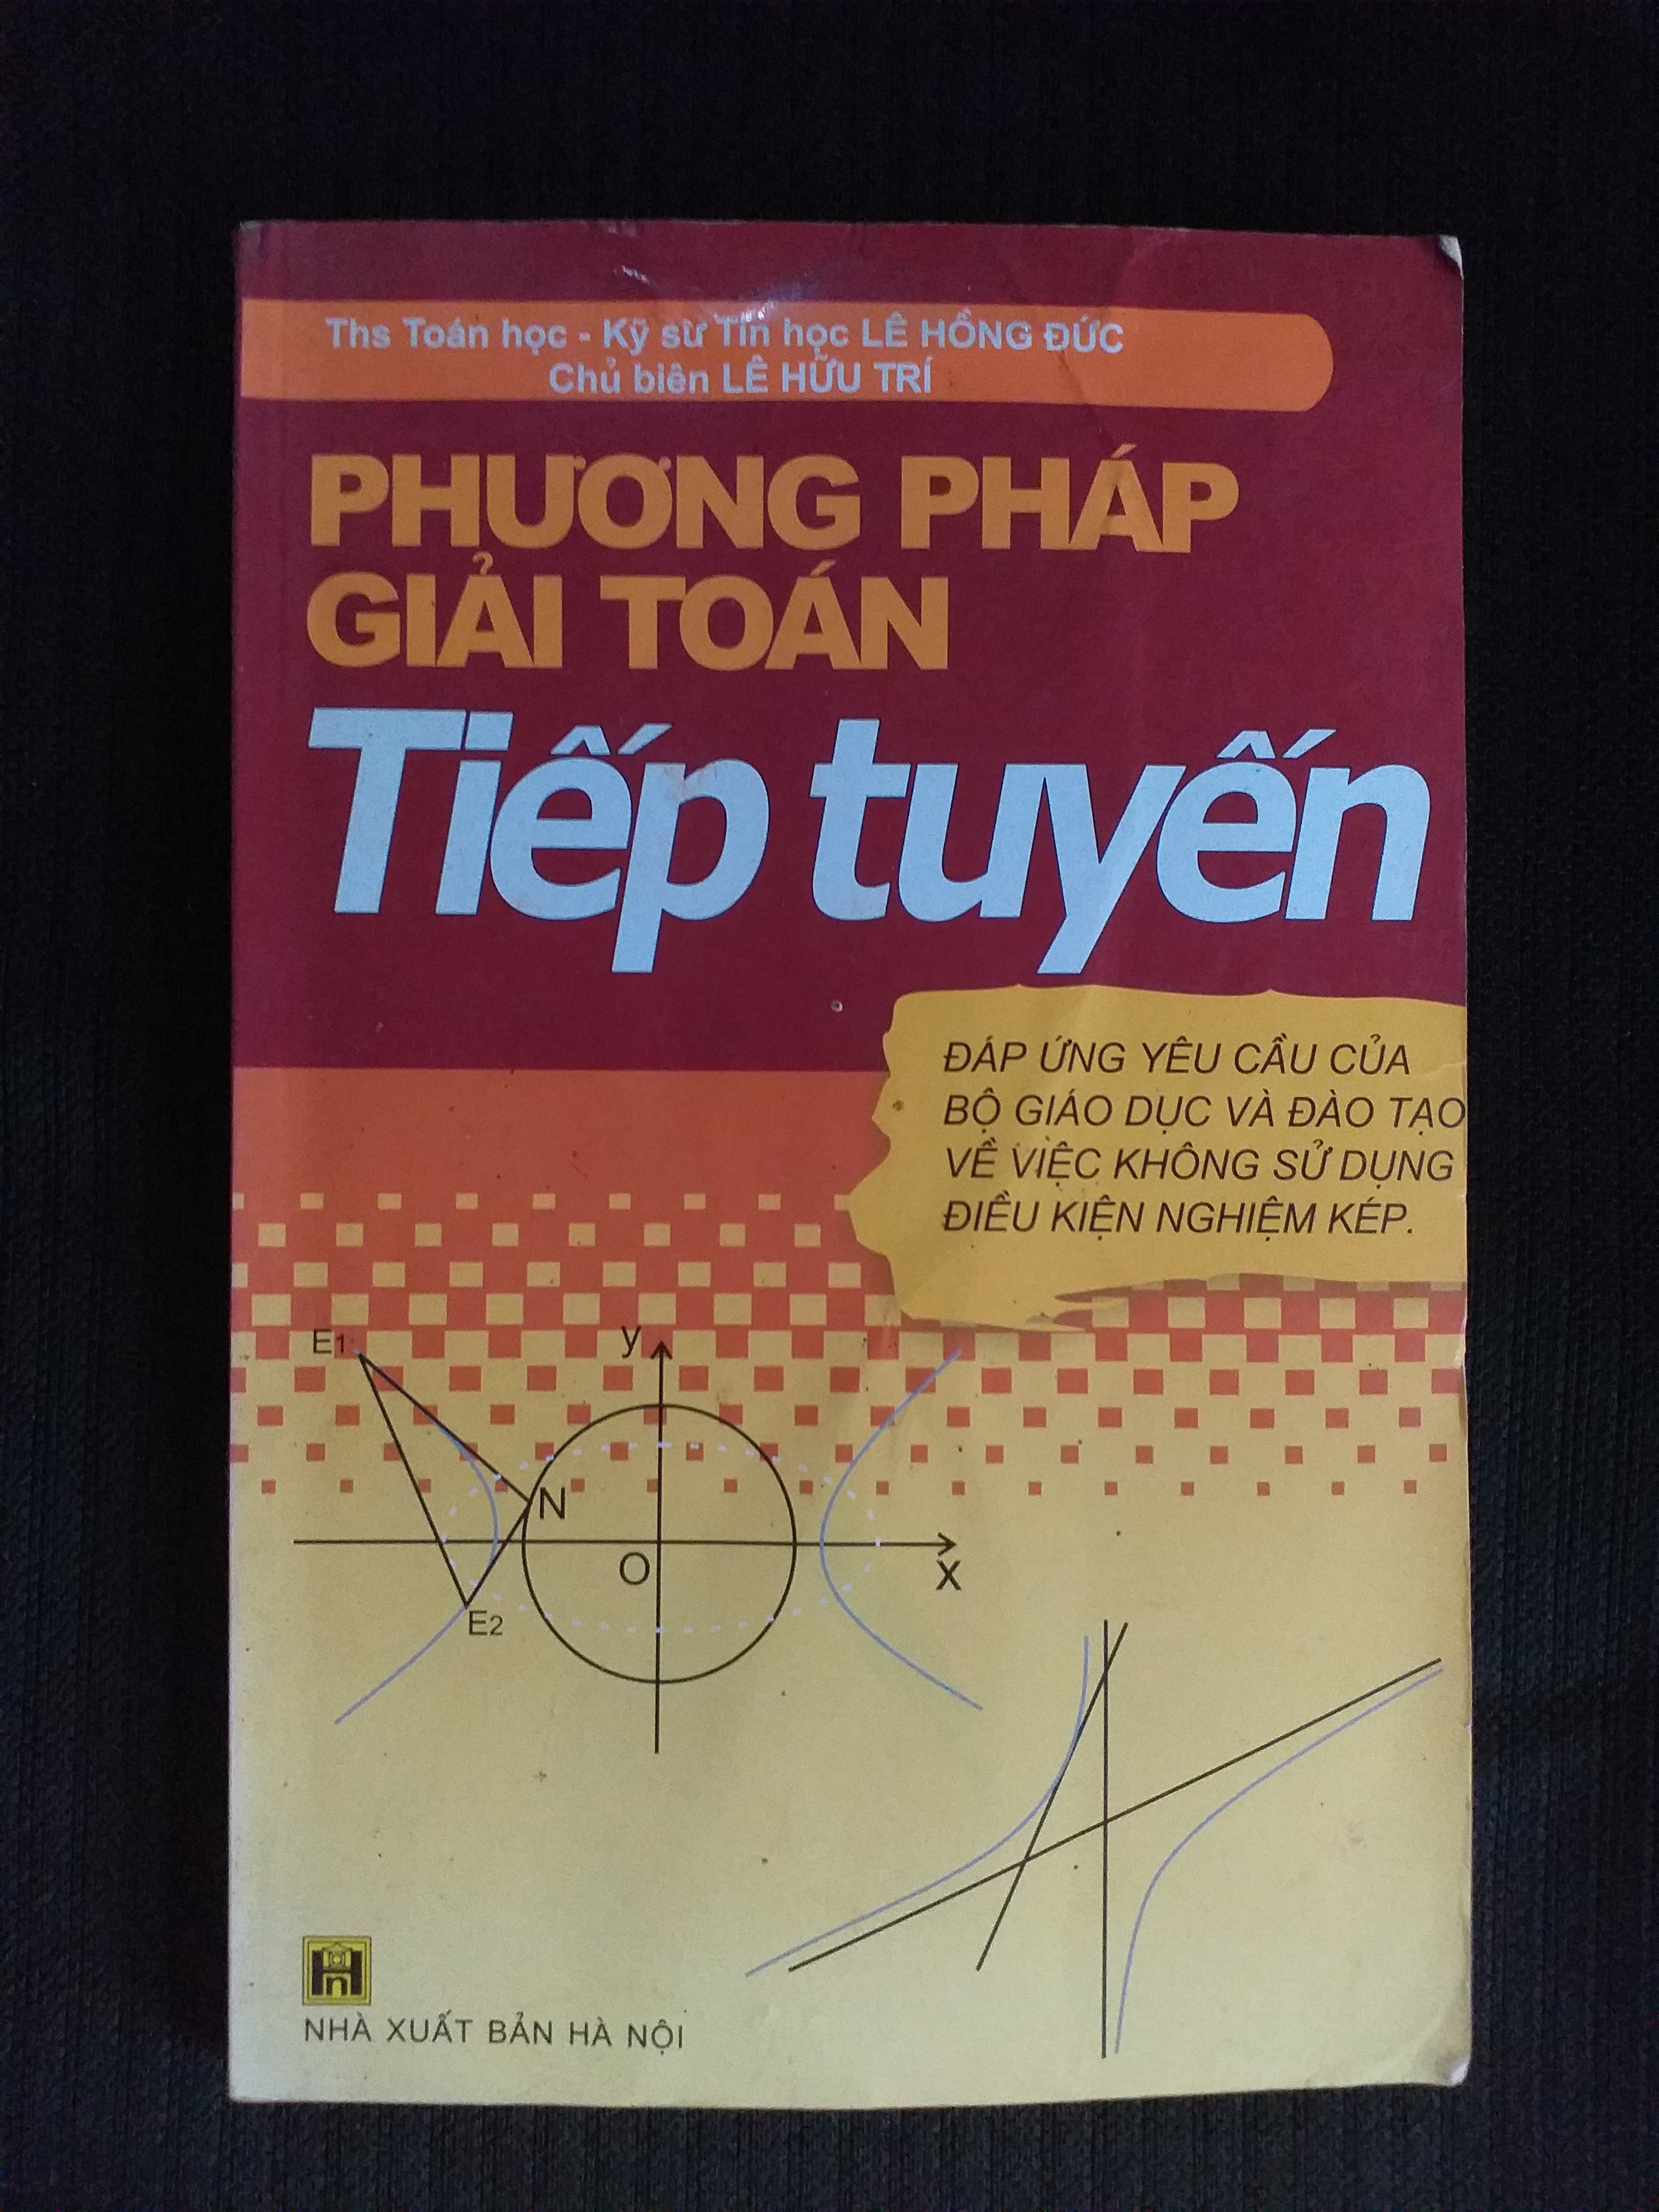 Ths Toán học - Kỹ sư Tin học LÊ HỒNG ĐỨC
Chủ biên LÊ HỮU TRÍ
PHƯƠNG PHÁP
GIẢI TOÁN
Tiếp tuyến
ĐÁP ỨNG YÊU CẦU CỦA
BỘ GIÁO DỤC VÀ ĐÀO TẠO
VỀ VIỆC KHÔNG SỬ DỤNG
ĐIỀU KIỆN NGHIỆM KÉP.
E1
y
N
O
x
E2
Hn
NHÀ XUẤT BẢN HÀ NỘI